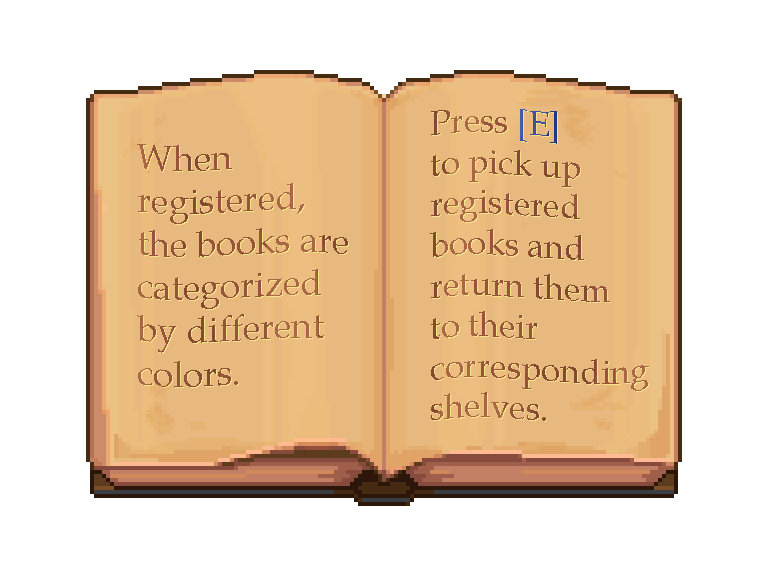 When
registered,
the books are
categorized
by different
colors.
Press [E]
to pick up
registered
books and
return them
to their
corresponding
shelves.